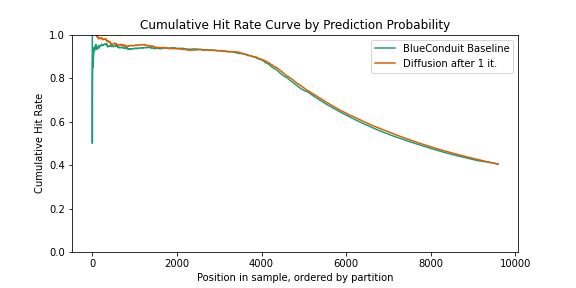 Cumulative Hit Rate Curve by Prediction Probability
1.0
0.8
0.6
0.4
0.2
0.0
Cumulative Hit Rate
BlueConduit Baseline
Diffusion after 1 it.
0
2000
4000
6000
8000
10000
Position in sample, ordered by partition